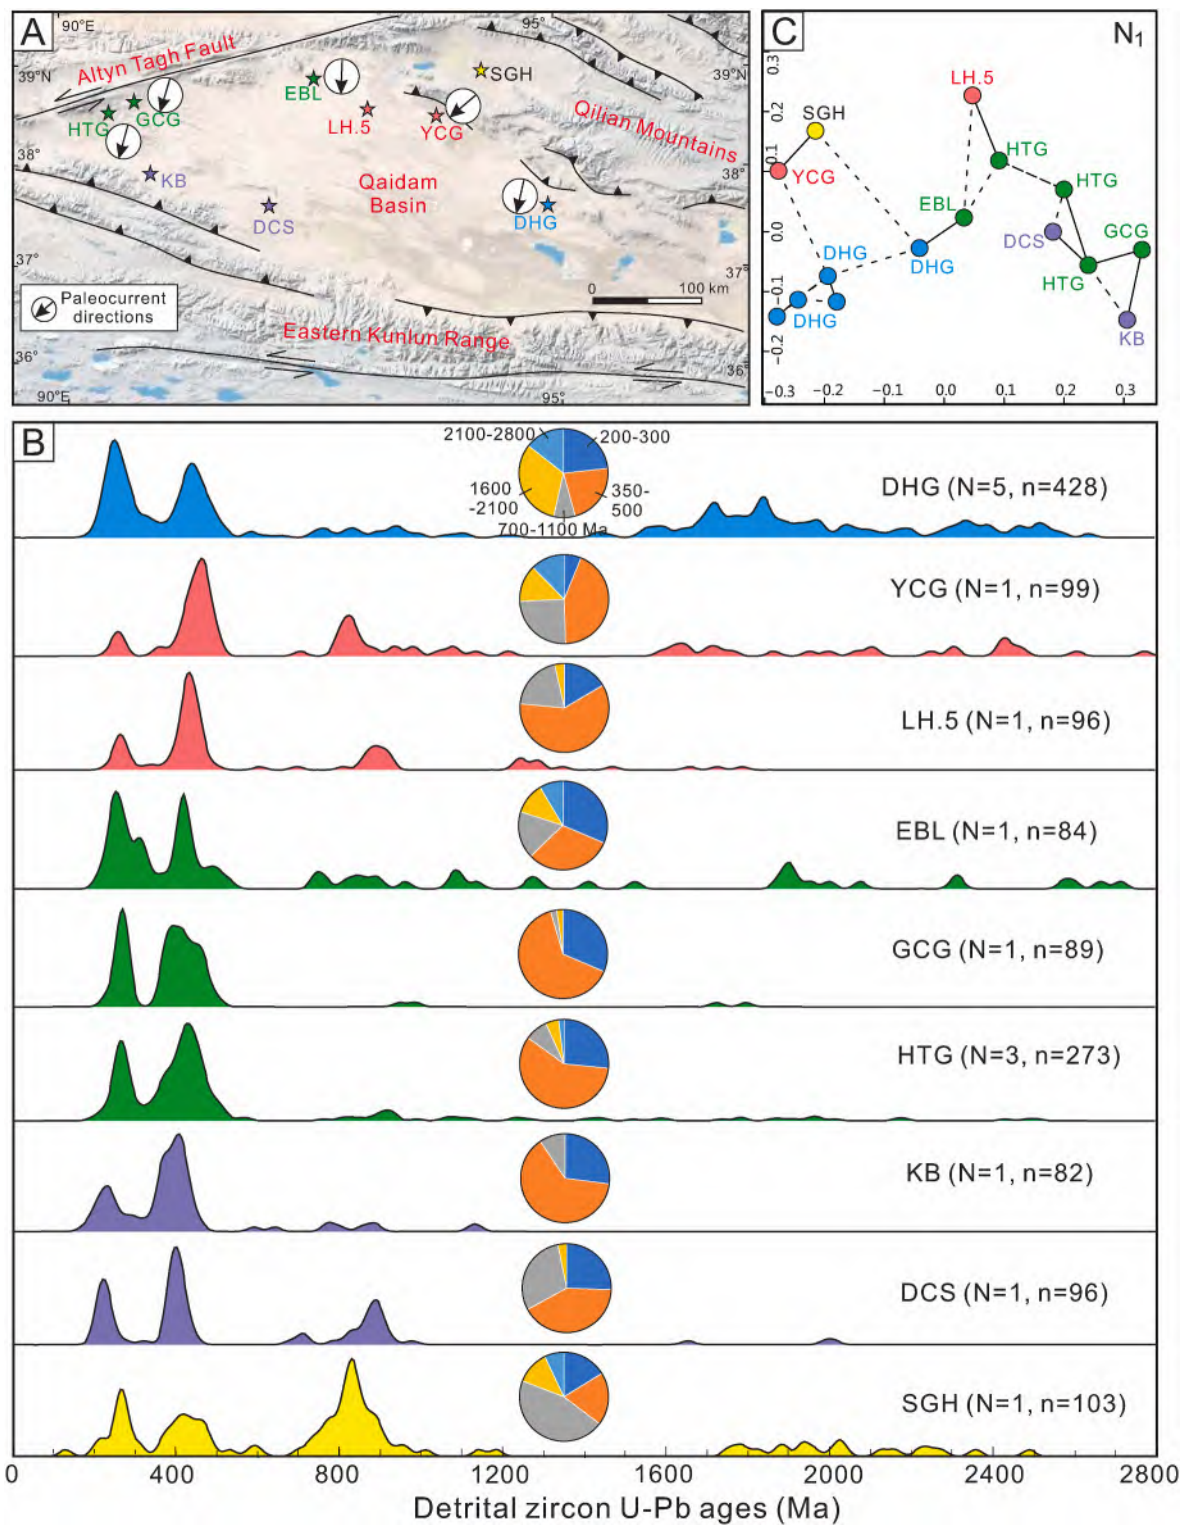 A
90°E
95°
39°N
39°N
Altyn Tagh Fault
SGH
EBL
GCG
HTG
LH.5
YCG
Qilian Mountains
38°
38°
KB
Qaidam
Basin
DCS
DHG
37°
37°
Paleocurrent
directions
0 100 km
Eastern Kunlun Range
36°
36°
90°E
95°
C
N1
0.3
0.2
0.1
0.0
-0.1
-0.2
LH.5
SGH
HTG
YCG
HTG
EBL
GCG
DCS
DHG
DHG
HTG
DHG
KB
-0.3 -0.2 -0.1 0.0 0.1 0.2 0.3
B
2100-2800
200-300
1600
-2100
350-
500
700-1100 Ma
DHG (N=5, n=428)
YCG (N=1, n=99)
LH.5 (N=1, n=96)
EBL (N=1, n=84)
GCG (N=1, n=89)
HTG (N=3, n=273)
KB (N=1, n=82)
DCS (N=1, n=96)
SGH (N=1, n=103)
0 400 800 1200 1600 2000 2400 2800
Detrital zircon U-Pb ages (Ma)